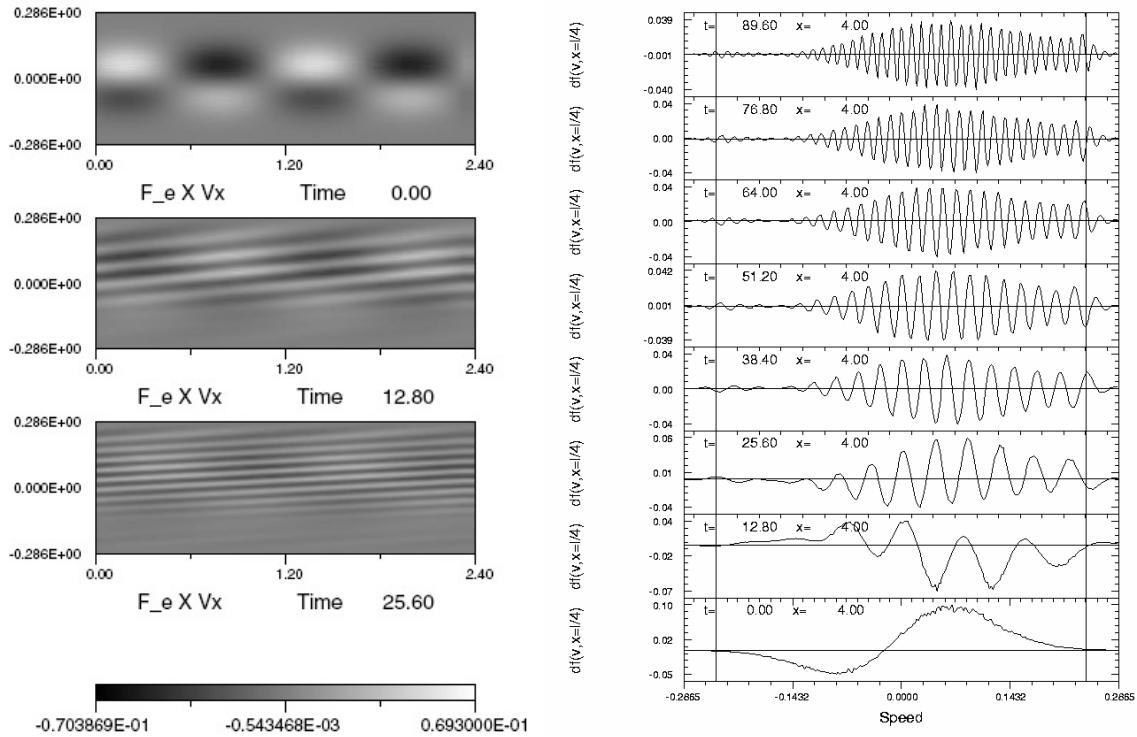 0.286E+00
0.000E+00
-0.286E+00
0.00 1.20 2.40
F_e X Vx Time 0.00
0.286E+00
0.000E+00
-0.286E+00
0.00 1.20 2.40
F_e X Vx Time 12.80
0.286E+00
0.000E+00
-0.286E+00
0.00 1.20 2.40
F_e X Vx Time 25.60
-0.703869E-01 -0.543468E-03 0.693000E-01
df(v,x=l/4)
0.039
-0.001
-0.040
t= 89.60 x= 4.00
df(v,x=l/4)
0.04
0.00
-0.04
t= 76.80 x= 4.00
df(v,x=l/4)
0.04
0.00
-0.04
t= 64.00 x= 4.00
df(v,x=l/4)
0.042
0.001
-0.039
t= 51.20 x= 4.00
df(v,x=l/4)
0.04
0.00
-0.04
t= 38.40 x= 4.00
df(v,x=l/4)
0.06
0.01
-0.04
t= 25.60 x= 4.00
df(v,x=l/4)
0.04
-0.02
-0.07
t= 12.80 x= 4.00
df(v,x=l/4)
0.10
0.02
-0.05
t= 0.00 x= 4.00
-0.2865 -0.1432 0.0000 0.1432 0.2865
Speed